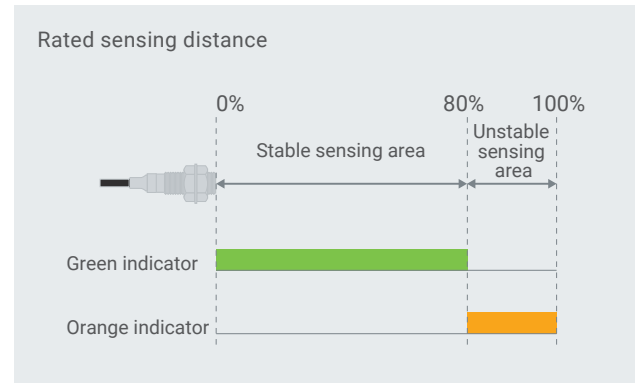 Rated sensing distance
0%
80%
100%
Stable sensing area
Unstable
sensing
area
Green indicator
Orange indicator